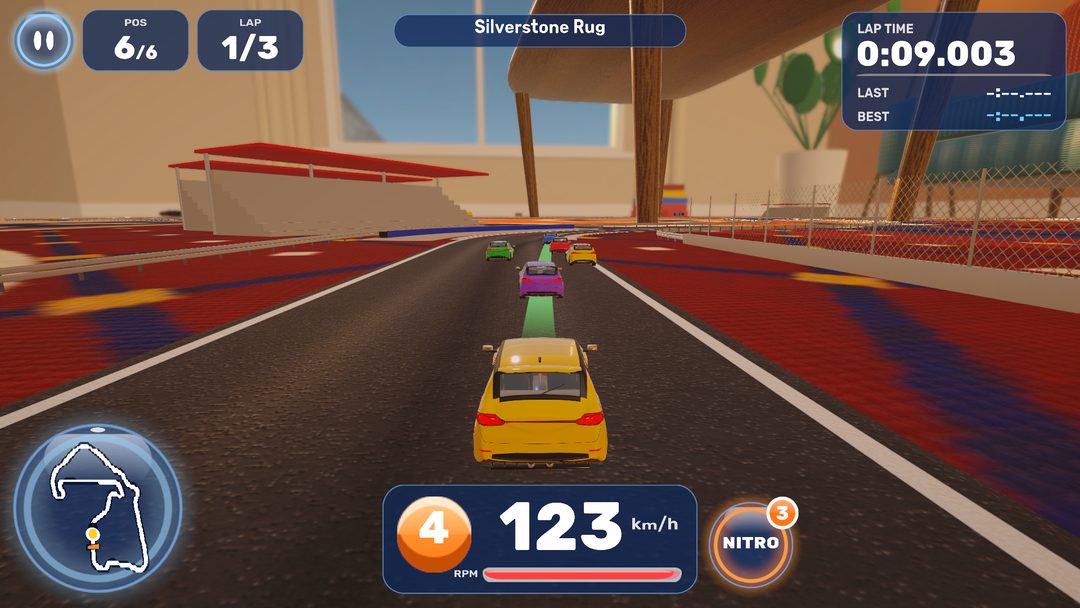 POS
6/6
LAP
1/3
Silverstone Rug
LAP TIME
0:09.003
LAST -:--.---
BEST -:--.---
4
123 km/h
RPM
NITRO
3